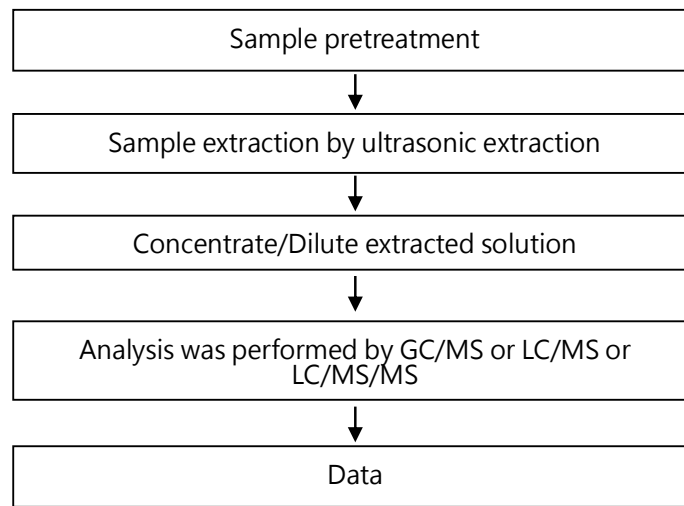 Sample pretreatment
Sample extraction by ultrasonic extraction
Concentrate/Dilute extracted solution
Analysis was performed by GC/MS or LC/MS or
LC/MS/MS
Data